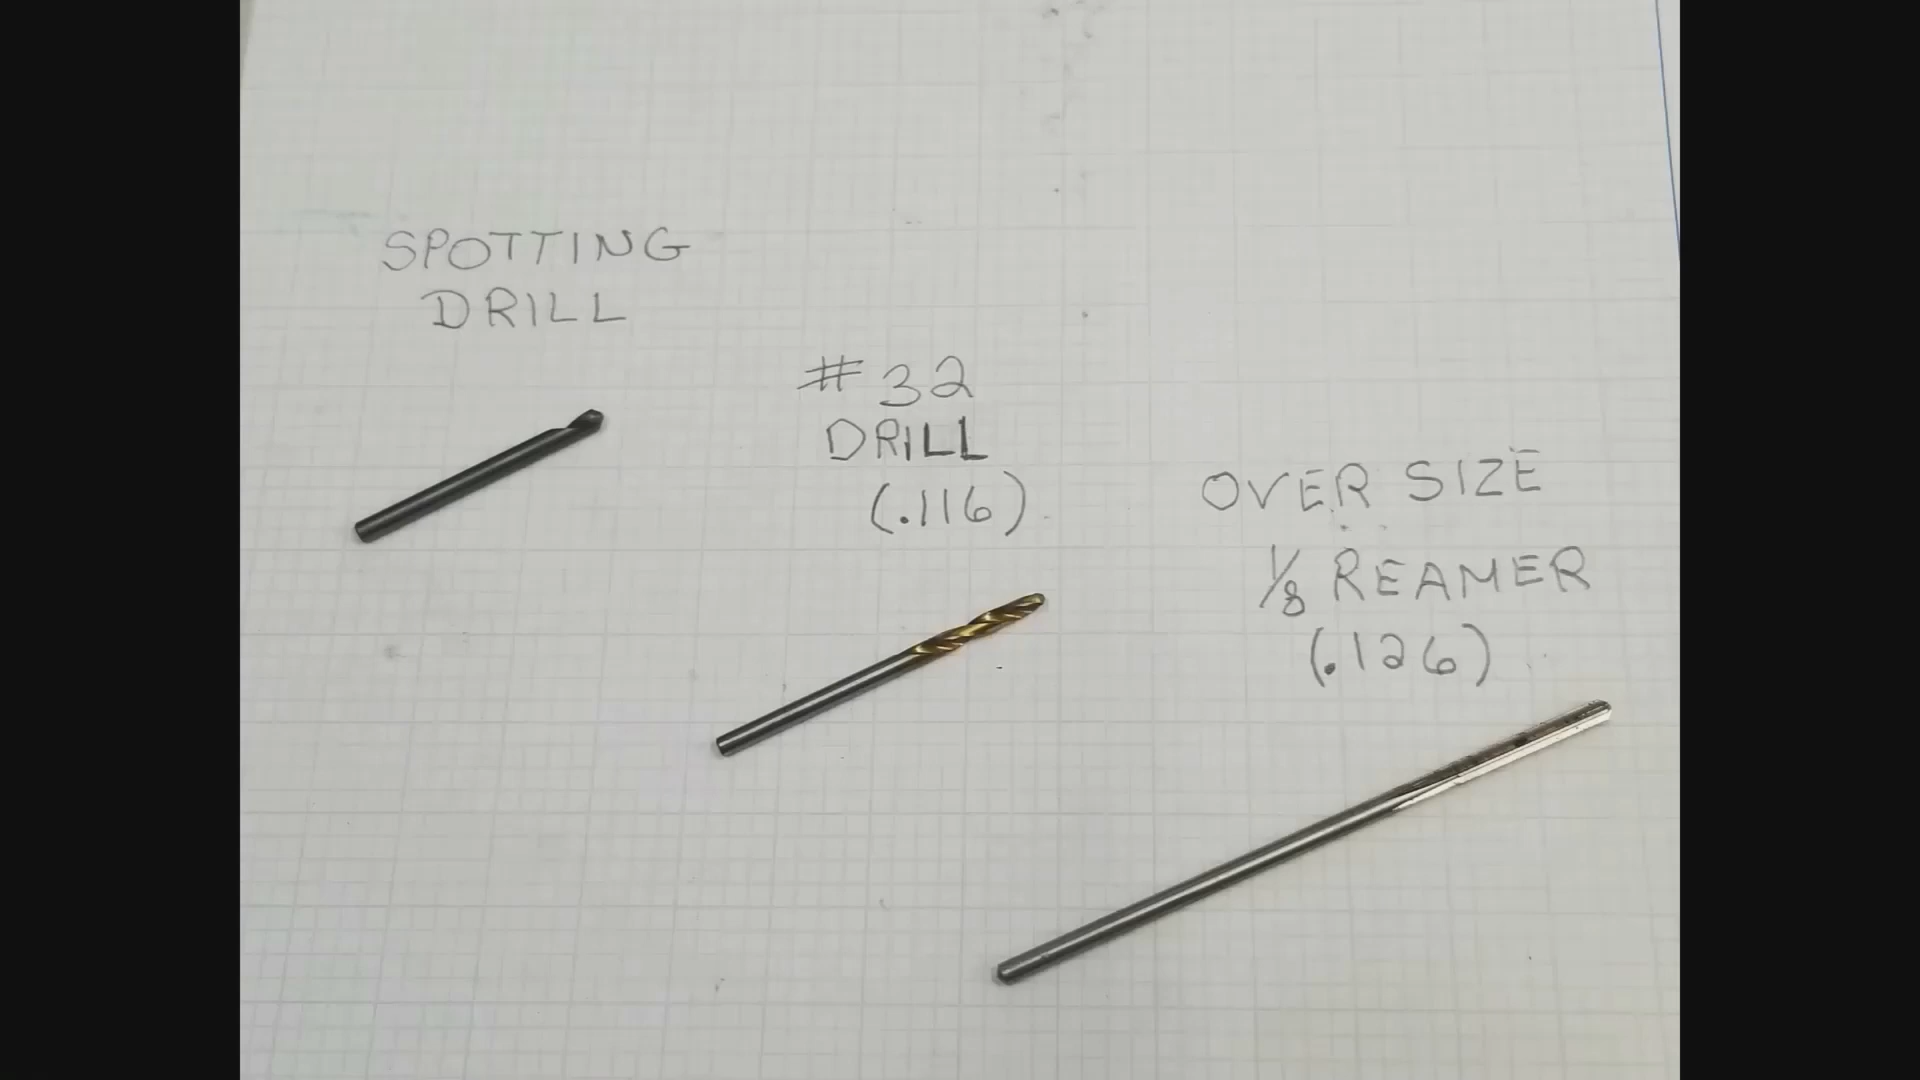 SPOTTING
DRILL
#32
DRILL
(.116)
OVER SIZE
1/8 REAMER
(.126)